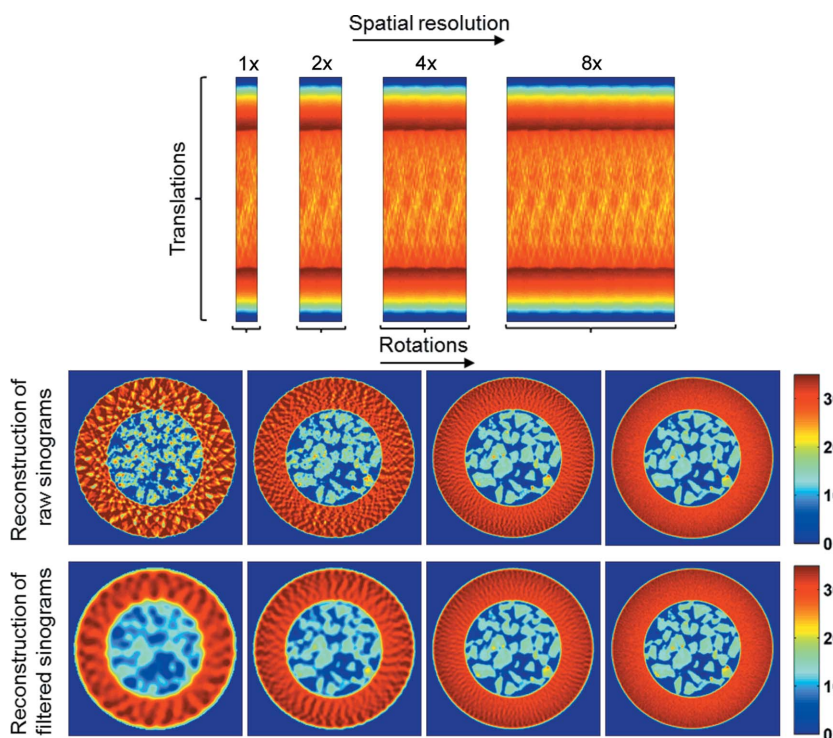 Spatial resolution
1x 2x 4x 8x
Translations
Rotations
Reconstruction of
raw sinograms
3
2
10
0
Reconstruction of
filtered sinograms
3
2
1
0